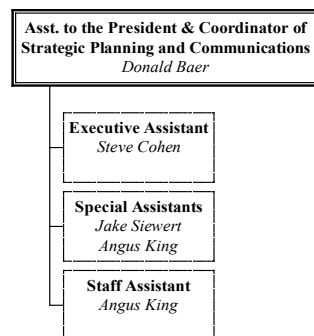 Asst. to the President & Coordinator of
Strategic Planning and Communications
Donald Baer
Executive Assistant
Steve Cohen
Special Assistants
Jake Siewert
Angus King
Staff Assistant
Angus King